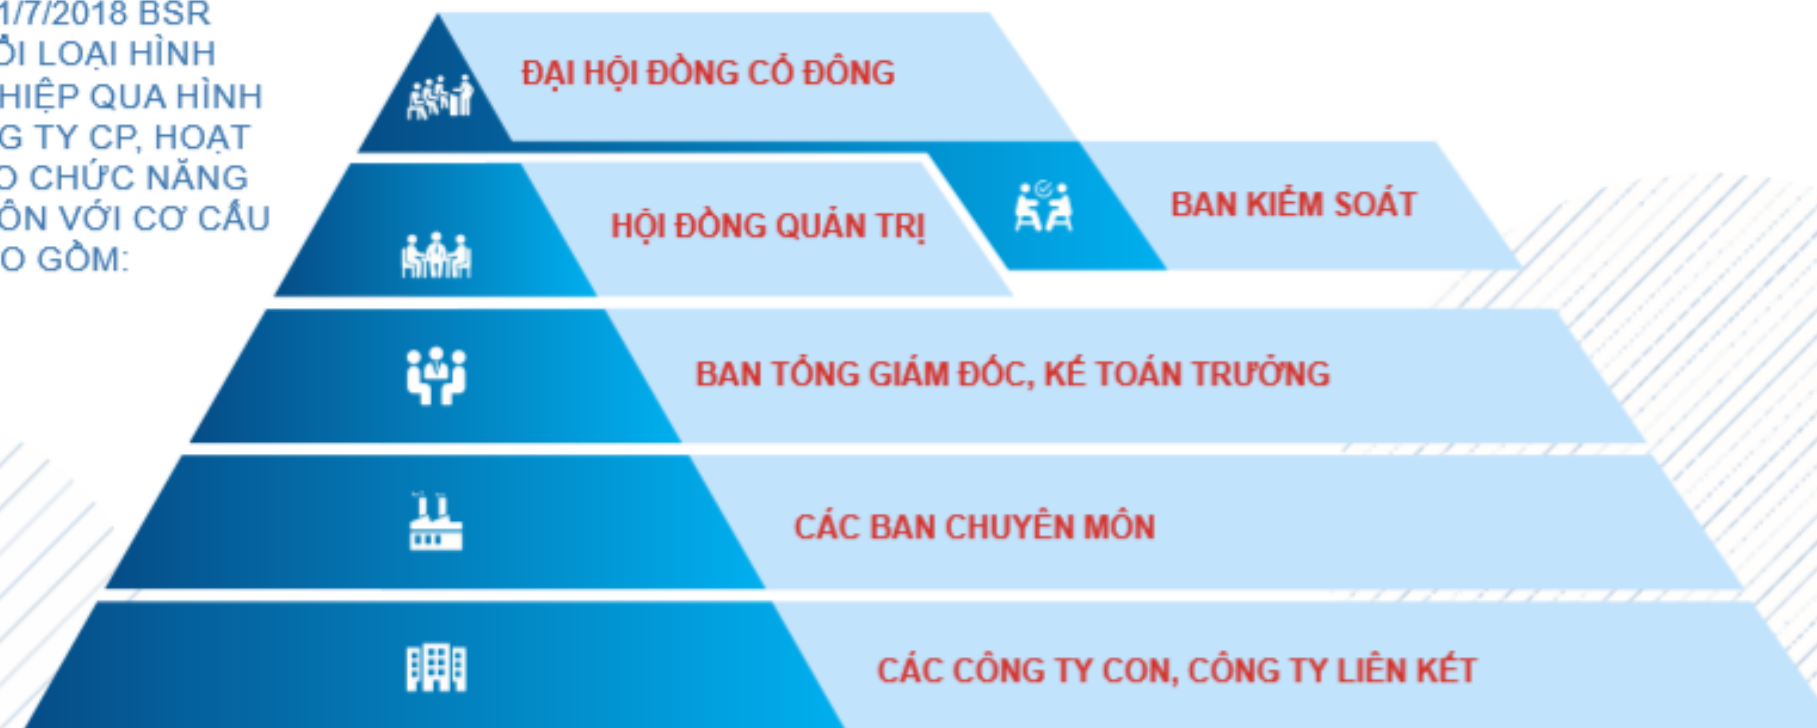 1/7/2018 BSR
ỔI LOẠI HÌNH
HIỆP QUA HÌNH
G TY CP, HOẠT
O CHỨC NĂNG
ÔN VỚI CƠ CẤU
O GỒM:
ĐẠI HỘI ĐỒNG CỔ ĐÔNG
BAN KIỂM SOÁT
HỘI ĐỒNG QUẢN TRỊ
BAN TỔNG GIÁM ĐỐC, KẾ TOÁN TRƯỞNG
CÁC BAN CHUYÊN MÔN
CÁC CÔNG TY CON, CÔNG TY LIÊN KẾT